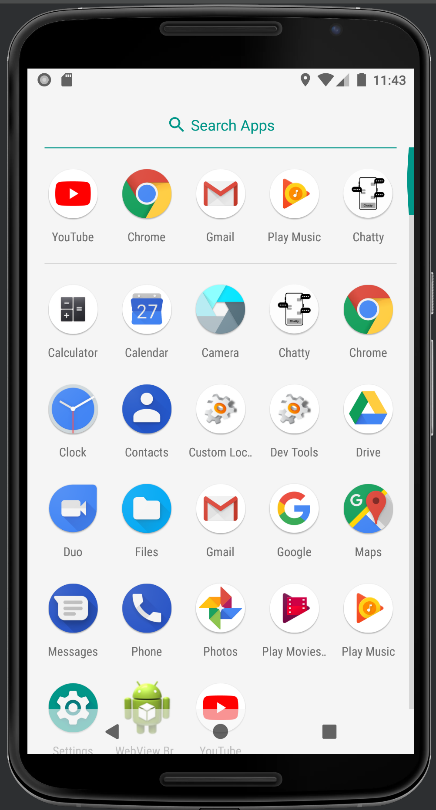 11:43
Search Apps
YouTube Chrome Gmail Play Music Chatty
Calculator 27 Calendar Camera Chatty Chrome
Clock Contacts Custom Loc.. Dev Tools Drive
Duo Files Gmail Google Maps
Messages Phone Photos Play Movies.. Play Music
Settings WebView Br YouTube